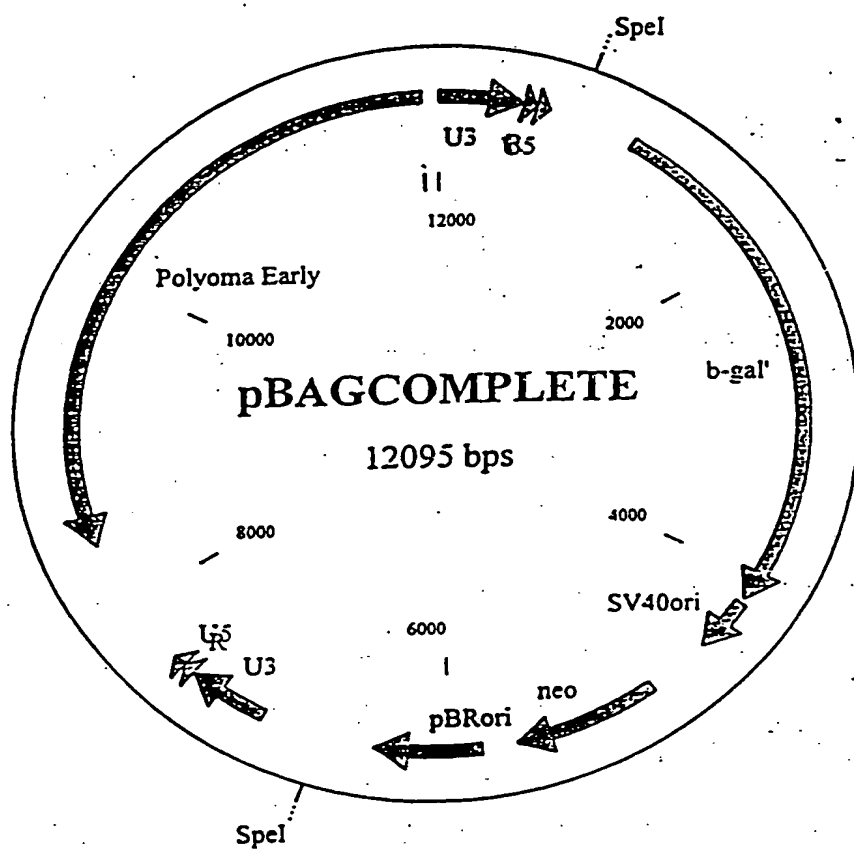 SpeI
U3
i l
12000
Polyoma Early
10000
2000
b-gal'
pBAGCOMPLETE
12095 bps
8000
4000
SV40ori
6000
U3
neo
pBRori
SpeI